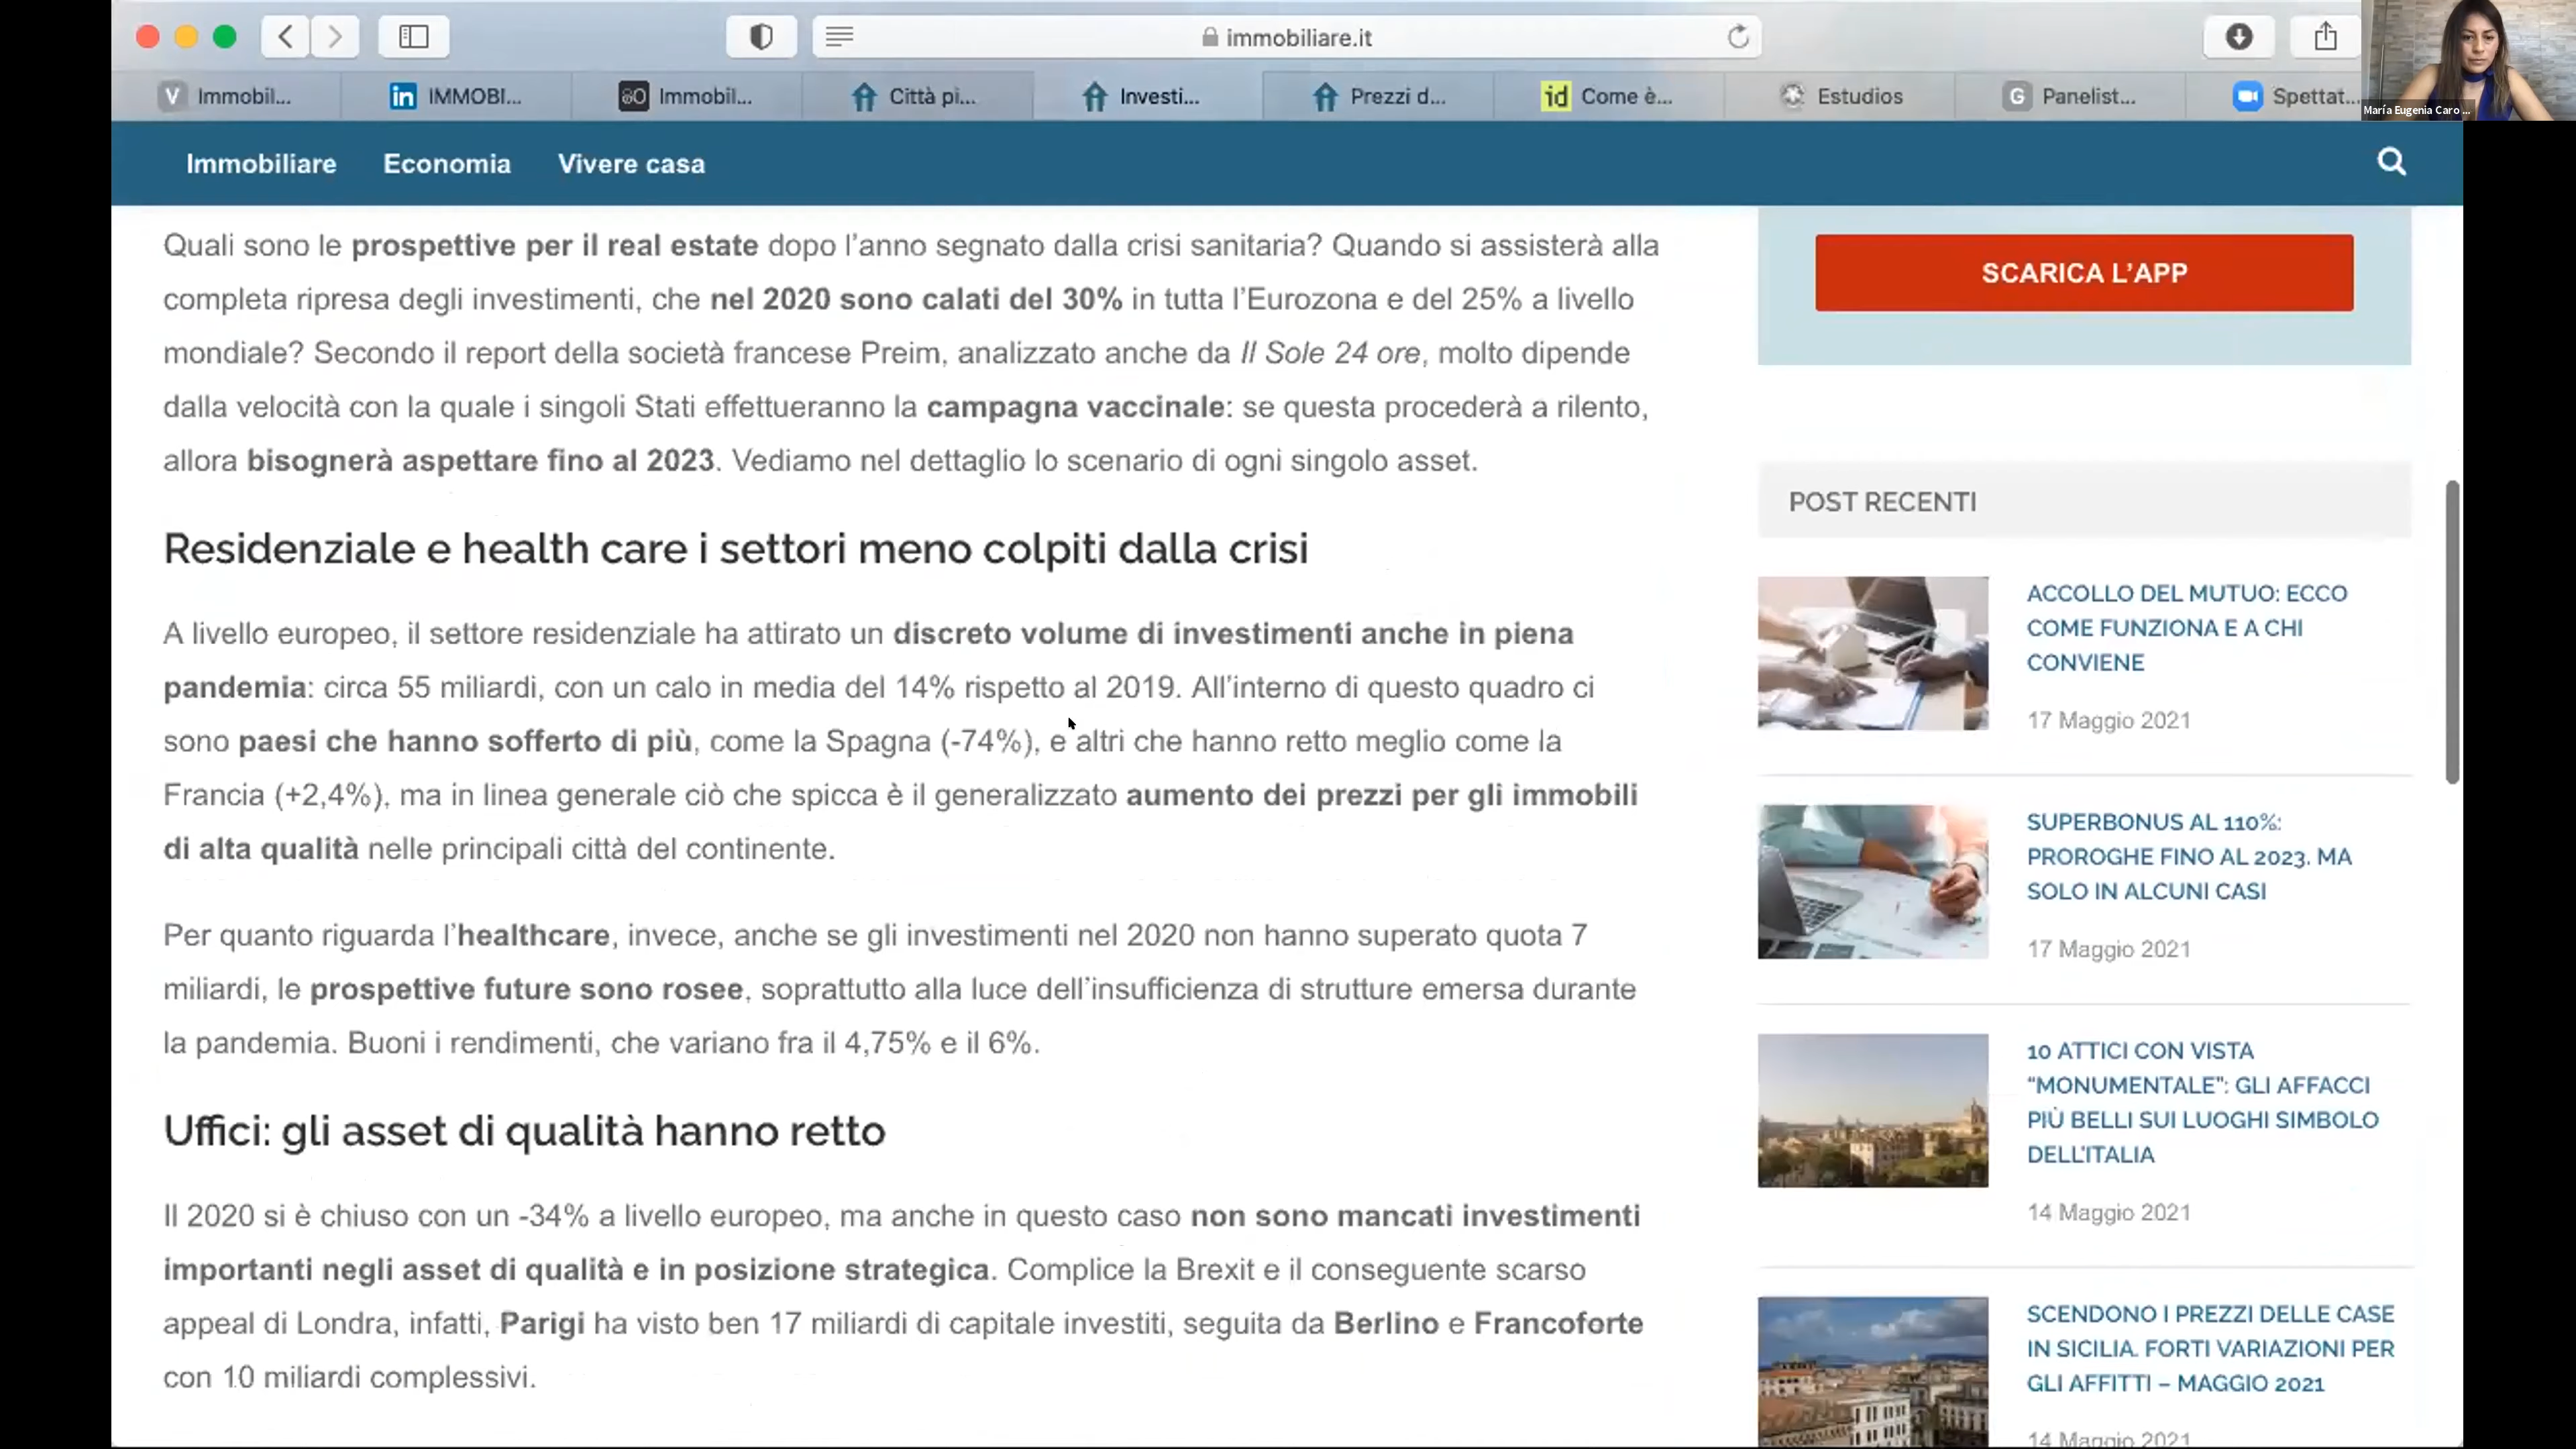 immobiliare.it
María Eugenia Caro ...
V Immobil...
in IMMOBI...
Immobil...
Città pi...
Investi...
Prezzi d...
id Come è...
Estudios
G Panelist...
Spettat...
Immobiliare Economia Vivere casa
Quali sono le prospettive per il real estate dopo l’anno segnato dalla crisi sanitaria? Quando si assisterà alla
completa ripresa degli investimenti, che nel 2020 sono calati del 30% in tutta l’Eurozona e del 25% a livello
mondiale? Secondo il report della società francese Preim, analizzato anche da Il Sole 24 ore, molto dipende
dalla velocità con la quale i singoli Stati effettueranno la campagna vaccinale: se questa procederà a rilento,
allora bisognerà aspettare fino al 2023. Vediamo nel dettaglio lo scenario di ogni singolo asset.
Residenziale e health care i settori meno colpiti dalla crisi
A livello europeo, il settore residenziale ha attirato un discreto volume di investimenti anche in piena
pandemia: circa 55 miliardi, con un calo in media del 14% rispetto al 2019. All’interno di questo quadro ci
sono paesi che hanno sofferto di più, come la Spagna (-74%), e altri che hanno retto meglio come la
Francia (+2,4%), ma in linea generale ciò che spicca è il generalizzato aumento dei prezzi per gli immobili
di alta qualità nelle principali città del continente.
Per quanto riguarda l’healthcare, invece, anche se gli investimenti nel 2020 non hanno superato quota 7
miliardi, le prospettive future sono rosee, soprattutto alla luce dell’insufficienza di strutture emersa durante
la pandemia. Buoni i rendimenti, che variano fra il 4,75% e il 6%.
Uffici: gli asset di qualità hanno retto
Il 2020 si è chiuso con un -34% a livello europeo, ma anche in questo caso non sono mancati investimenti
importanti negli asset di qualità e in posizione strategica. Complice la Brexit e il conseguente scarso
appeal di Londra, infatti, Parigi ha visto ben 17 miliardi di capitale investiti, seguita da Berlino e Francoforte
con 10 miliardi complessivi.
SCARICA L’APP
POST RECENTI
ACCOLLO DEL MUTUO: ECCO
COME FUNZIONA E A CHI
CONVIENE
17 Maggio 2021
SUPERBONUS AL 110%:
PROROGHE FINO AL 2023. MA
SOLO IN ALCUNI CASI
17 Maggio 2021
10 ATTICI CON VISTA
“MONUMENTALE”: GLI AFFACCI
PIÙ BELLI SUI LUOGHI SIMBOLO
DELL’ITALIA
14 Maggio 2021
SCENDONO I PREZZI DELLE CASE
IN SICILIA. FORTI VARIAZIONI PER
GLI AFFITTI – MAGGIO 2021
14 Maggio 2021